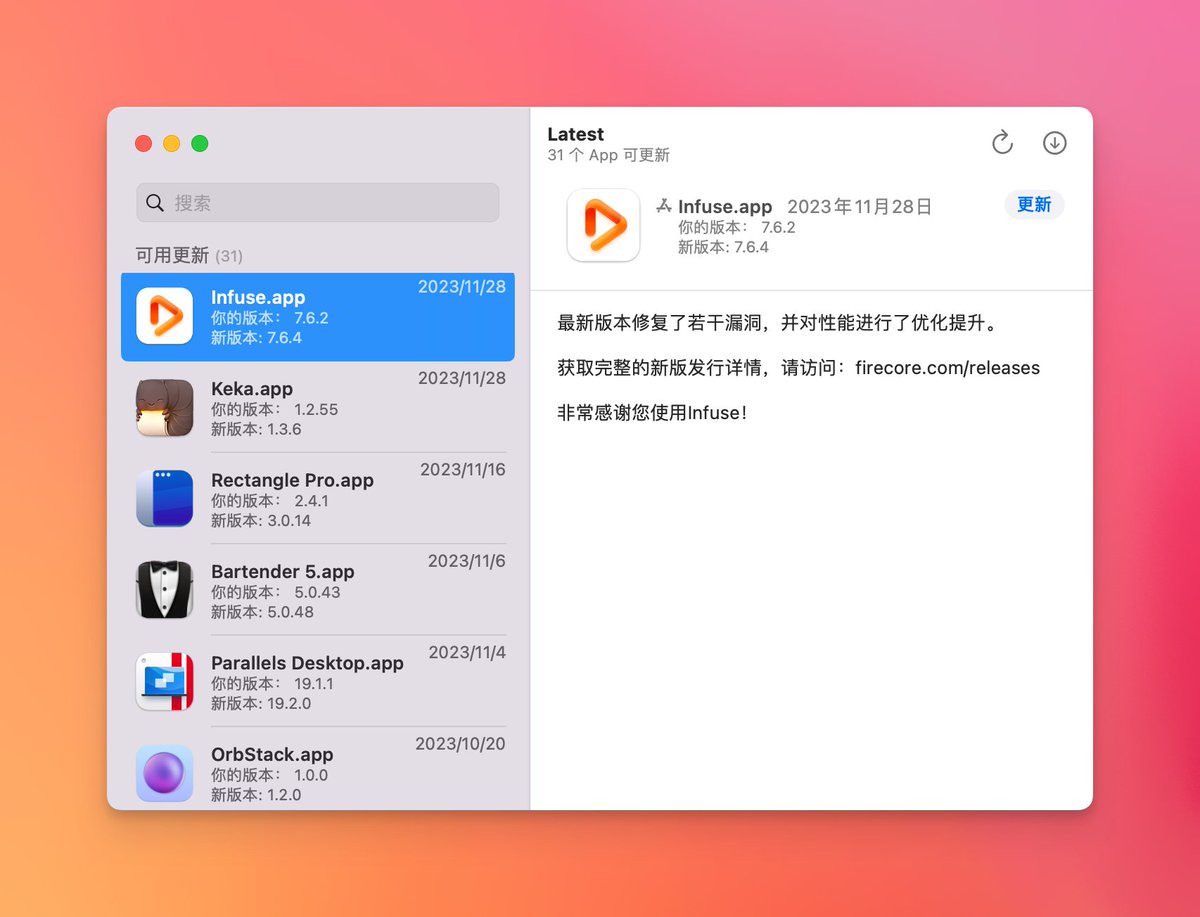 搜索
可用更新 (31)
Infuse.app 2023/11/28
你的版本： 7.6.2
新版本: 7.6.4
Keka.app 2023/11/28
你的版本： 1.2.55
新版本: 1.3.6
Rectangle Pro.app 2023/11/16
你的版本： 2.4.1
新版本: 3.0.14
Bartender 5.app 2023/11/6
你的版本： 5.0.43
新版本: 5.0.48
Parallels Desktop.app 2023/11/4
你的版本： 19.1.1
新版本: 19.2.0
OrbStack.app 2023/10/20
你的版本： 1.0.0
新版本: 1.2.0
Latest
31 个 App 可更新
Infuse.app 2023年11月28日
更新
你的版本： 7.6.2
新版本: 7.6.4
最新版本修复了若干漏洞，并对性能进行了优化提升。
获取完整的新版发行详情，请访问：firecore.com/releases
非常感谢您使用Infuse！